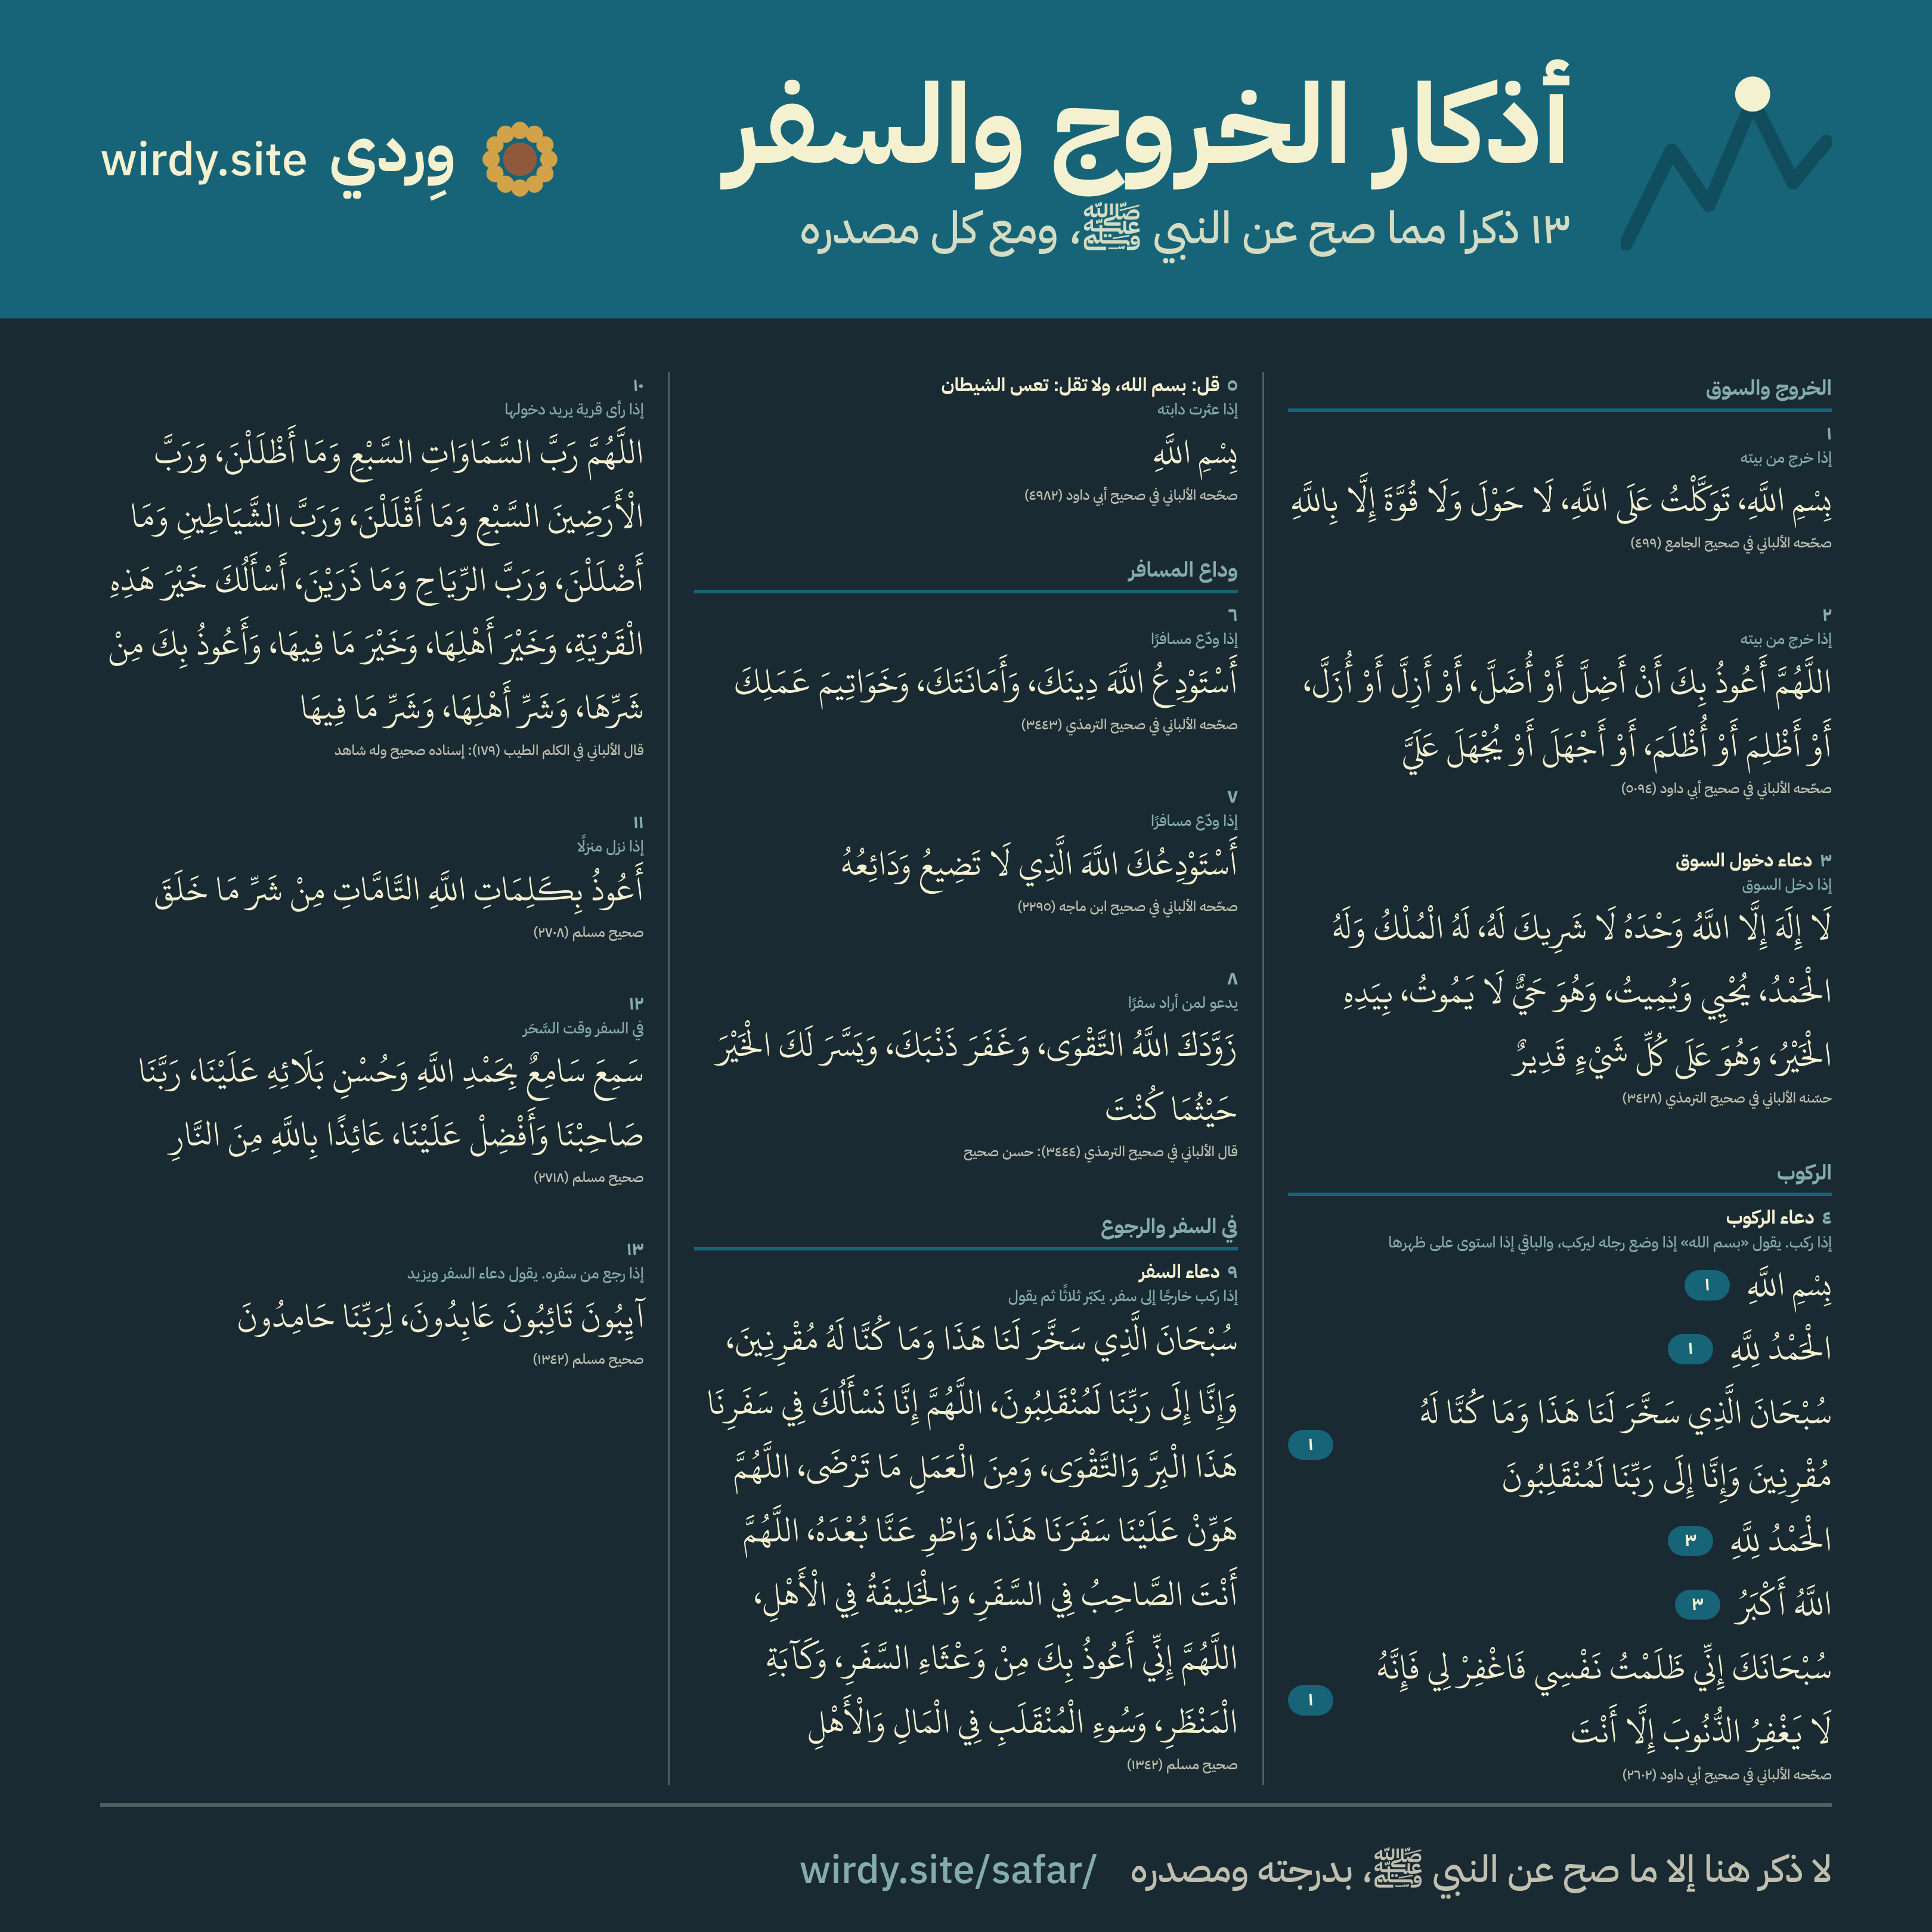 أذكار الخروج والسفر
١٣ ذكرا مما صح عن النبي ﷺ، ومع كل مصدره
وِردي wirdy.site
الخروج والسوق
١
إذا خرج من بيته
بِسْمِ اللَّهِ، تَوَكَّلْتُ عَلَى اللَّهِ، لَا حَوْلَ وَلَا قُوَّةَ إِلَّا بِاللَّهِ
صحّحه الألباني في صحيح الجامع (٤٩٩)
٢
إذا خرج من بيته
اللَّهُمَّ أَعُوذُ بِكَ أَنْ أَضِلَّ أَوْ أُضَلَّ، أَوْ أَزِلَّ أَوْ أُزَلَّ،
أَوْ أَظْلِمَ أَوْ أُظْلَمَ، أَوْ أَجْهَلَ أَوْ يُجْهَلَ عَلَيَّ
صحّحه الألباني في صحيح أبي داود (٥٠٩٤)
٣ دعاء دخول السوق
إذا دخل السوق
لَا إِلَهَ إِلَّا اللَّهُ وَحْدَهُ لَا شَرِيكَ لَهُ، لَهُ الْمُلْكُ وَلَهُ
الْحَمْدُ، يُحْيِي وَيُمِيتُ، وَهُوَ حَيٌّ لَا يَمُوتُ، بِيَدِهِ
الْخَيْرُ، وَهُوَ عَلَى كُلِّ شَيْءٍ قَدِيرٌ
حسّنه الألباني في صحيح الترمذي (٣٤٢٨)
الركوب
٤ دعاء الركوب
إذا ركب. يقول «بسم الله» إذا وضع رجله ليركب، والباقي إذا استوى على ظهرها
بِسْمِ اللَّهِ ١
الْحَمْدُ لِلَّهِ ١
سُبْحَانَ الَّذِي سَخَّرَ لَنَا هَذَا وَمَا كُنَّا لَهُ
مُقْرِنِينَ وَإِنَّا إِلَى رَبِّنَا لَمُنْقَلِبُونَ ١
الْحَمْدُ لِلَّهِ ٣
اللَّهُ أَكْبَرُ ٣
سُبْحَانَكَ إِنِّي ظَلَمْتُ نَفْسِي فَاغْفِرْ لِي فَإِنَّهُ
لَا يَغْفِرُ الذُّنُوبَ إِلَّا أَنْتَ ١
صحّحه الألباني في صحيح أبي داود (٢٦٠٢)
٥ قل: بسم الله، ولا تقل: تعس الشيطان
إذا عثرت دابته
بِسْمِ اللَّهِ
صحّحه الألباني في صحيح أبي داود (٤٩٨٢)
وداع المسافر
٦
إذا ودّع مسافرًا
أَسْتَوْدِعُ اللَّهَ دِينَكَ، وَأَمَانَتَكَ، وَخَوَاتِيمَ عَمَلِكَ
صحّحه الألباني في صحيح الترمذي (٣٤٤٣)
٧
إذا ودّع مسافرًا
أَسْتَوْدِعُكَ اللَّهَ الَّذِي لَا تَضِيعُ وَدَائِعُهُ
صحّحه الألباني في صحيح ابن ماجه (٢٢٩٥)
٨
يدعو لمن أراد سفرًا
زَوَّدَكَ اللَّهُ التَّقْوَى، وَغَفَرَ ذَنْبَكَ، وَيَسَّرَ لَكَ الْخَيْرَ
حَيْثُمَا كُنْتَ
قال الألباني في صحيح الترمذي (٣٤٤٤): حسن صحيح
في السفر والرجوع
٩ دعاء السفر
إذا ركب خارجًا إلى سفر. يكبّر ثلاثًا ثم يقول
سُبْحَانَ الَّذِي سَخَّرَ لَنَا هَذَا وَمَا كُنَّا لَهُ مُقْرِنِينَ،
وَإِنَّا إِلَى رَبِّنَا لَمُنْقَلِبُونَ، اللَّهُمَّ إِنَّا نَسْأَلُكَ فِي سَفَرِنَا
هَذَا الْبِرَّ وَالتَّقْوَى، وَمِنَ الْعَمَلِ مَا تَرْضَى، اللَّهُمَّ
هَوِّنْ عَلَيْنَا سَفَرَنَا هَذَا، وَاطْوِ عَنَّا بُعْدَهُ، اللَّهُمَّ
أَنْتَ الصَّاحِبُ فِي السَّفَرِ، وَالْخَلِيفَةُ فِي الْأَهْلِ،
اللَّهُمَّ إِنِّي أَعُوذُ بِكَ مِنْ وَعْثَاءِ السَّفَرِ، وَكَآبَةِ
الْمَنْظَرِ، وَسُوءِ الْمُنْقَلَبِ فِي الْمَالِ وَالْأَهْلِ
صحيح مسلم (١٣٤٢)
١٠
إذا رأى قرية يريد دخولها
اللَّهُمَّ رَبَّ السَّمَاوَاتِ السَّبْعِ وَمَا أَظْلَلْنَ، وَرَبَّ
الْأَرَضِينَ السَّبْعِ وَمَا أَقْلَلْنَ، وَرَبَّ الشَّيَاطِينِ وَمَا
أَضْلَلْنَ، وَرَبَّ الرِّيَاحِ وَمَا ذَرَيْنَ، أَسْأَلُكَ خَيْرَ هَذِهِ
الْقَرْيَةِ، وَخَيْرَ أَهْلِهَا، وَخَيْرَ مَا فِيهَا، وَأَعُوذُ بِكَ مِنْ
شَرِّهَا، وَشَرِّ أَهْلِهَا، وَشَرِّ مَا فِيهَا
قال الألباني في الكلم الطيب (١٧٩): إسناده صحيح وله شاهد
١١
إذا نزل منزلًا
أَعُوذُ بِكَلِمَاتِ اللَّهِ التَّامَّاتِ مِنْ شَرِّ مَا خَلَقَ
صحيح مسلم (٢٧٠٨)
١٢
في السفر وقت السَّحَر
سَمِعَ سَامِعٌ بِحَمْدِ اللَّهِ وَحُسْنِ بَلَائِهِ عَلَيْنَا، رَبَّنَا
صَاحِبْنَا وَأَفْضِلْ عَلَيْنَا، عَائِذًا بِاللَّهِ مِنَ النَّارِ
صحيح مسلم (٢٧١٨)
١٣
إذا رجع من سفره. يقول دعاء السفر ويزيد
آيِبُونَ تَائِبُونَ عَابِدُونَ، لِرَبِّنَا حَامِدُونَ
صحيح مسلم (١٣٤٢)
لا ذكر هنا إلا ما صح عن النبي ﷺ، بدرجته ومصدره wirdy.site/safar/